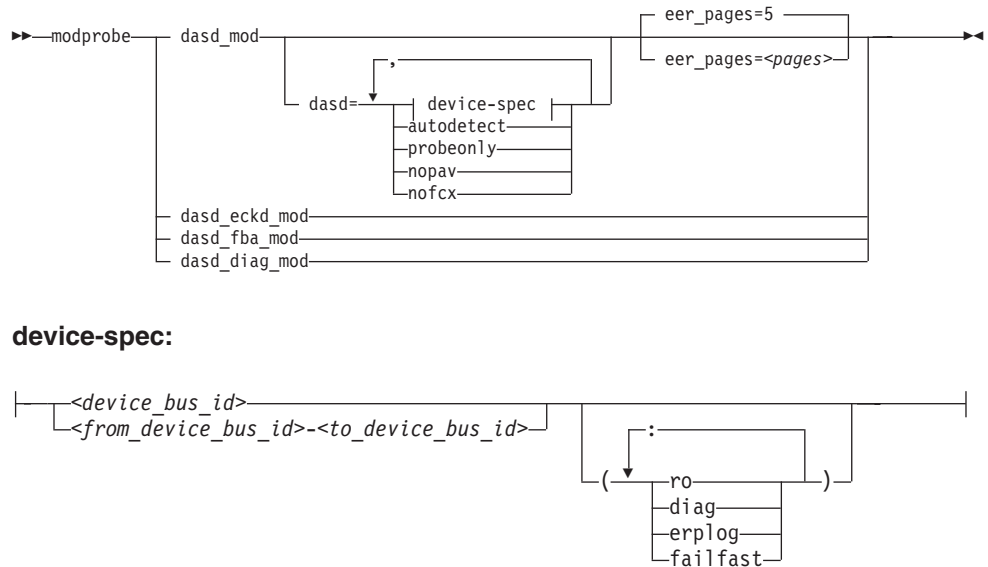 eer_pages=5
modprobe dasd_mod
eer_pages=<pages>
,
dasd= device-spec
autodetect
probeonly
nopav
nofcx
dasd_eckd_mod
dasd_fba_mod
dasd_diag_mod
device-spec:
<device_bus_id>
<from_device_bus_id>-<to_device_bus_id>
:
( ro )
diag
erplog
failfast